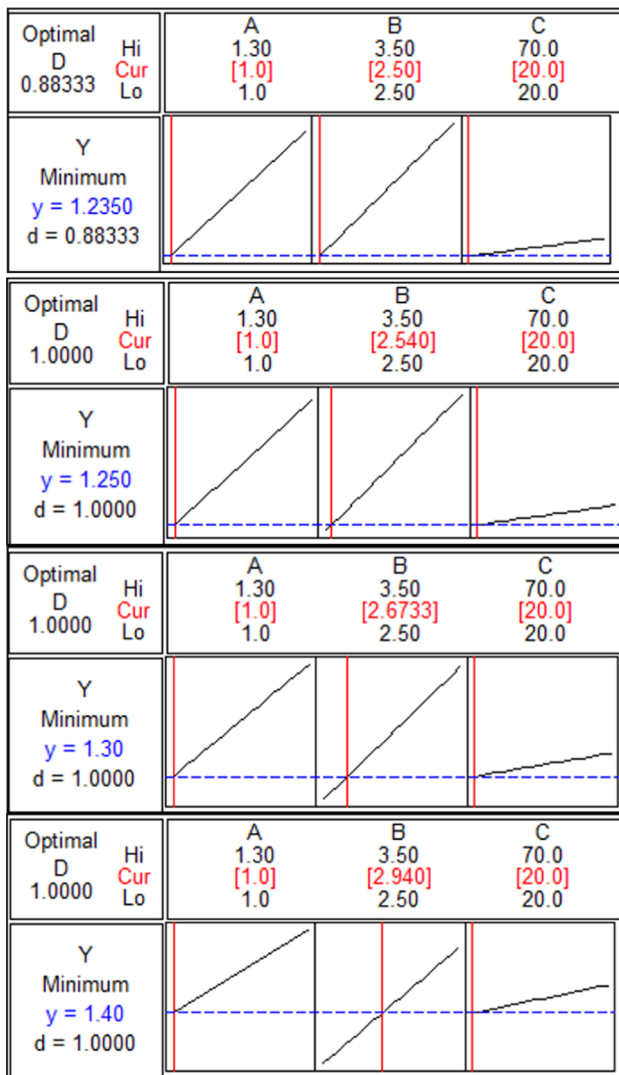 Optimal D 0.88333
Hi Cur Lo
A 1.30 [1.0] 1.0
B 3.50 [2.50] 2.50
C 70.0 [20.0] 20.0
Y
Minimum
y = 1.2350
d = 0.88333
Optimal D 1.0000
Hi Cur Lo
A 1.30 [1.0] 1.0
B 3.50 [2.540] 2.50
C 70.0 [20.0] 20.0
Y
Minimum
y = 1.250
d = 1.0000
Optimal D 1.0000
Hi Cur Lo
A 1.30 [1.0] 1.0
B 3.50 [2.6733] 2.50
C 70.0 [20.0] 20.0
Y
Minimum
y = 1.30
d = 1.0000
Optimal D 1.0000
Hi Cur Lo
A 1.30 [1.0] 1.0
B 3.50 [2.940] 2.50
C 70.0 [20.0] 20.0
Y
Minimum
y = 1.40
d = 1.0000